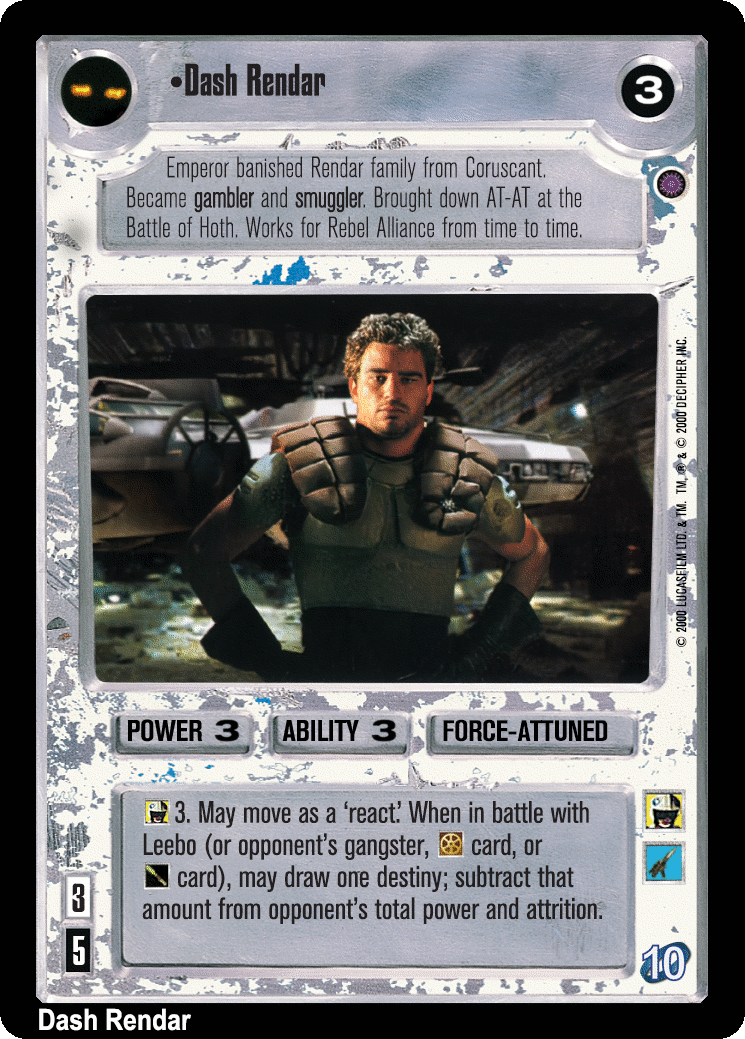 •Dash Rendar
3
Emperor banished Rendar family from Coruscant.
Became gambler and smuggler. Brought down AT-AT at the
Battle of Hoth. Works for Rebel Alliance from time to time.
© 2000 LUCASFILM LTD. & TM. TM, ® & © 2000 DECIPHER INC.
POWER 3 ABILITY 3 FORCE-ATTUNED
3. May move as a ‘react.’ When in battle with
Leebo (or opponent’s gangster, card, or
card), may draw one destiny; subtract that
amount from opponent’s total power and attrition.
3
5
10
Dash Rendar